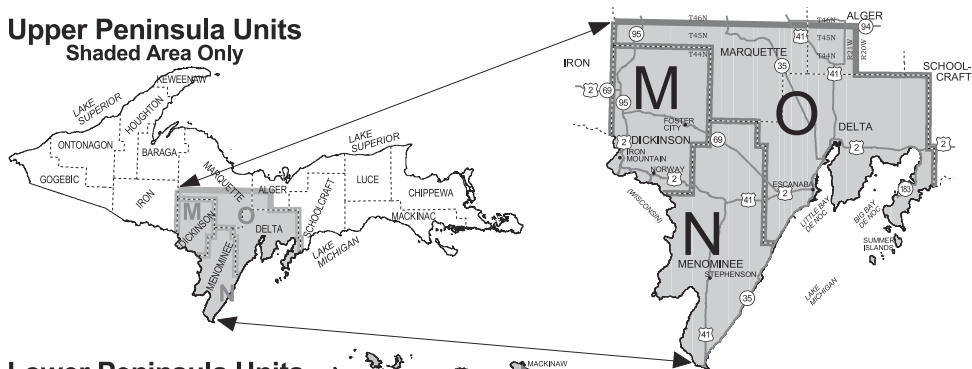 Upper Peninsula Units
Shaded Area Only
KEWEENAW
LAKE SUPERIOR
HOUGHTON
ONTONAGON
BARAGA
GOGEBIC
IRON
MARQUETTE
LAKE SUPERIOR
ALGER
LUCE
CHIPPEWA
SCHOOLCRAFT
MACKINAC
M
O
DICKINSON
DELTA
LAKE MICHIGAN
MENOMINEE
N
T46N
T46N
ALGER
94
95
T45N
41
T45N
MARQUETTE
T44N
T44N
R21W
R20W
IRON
35
SCHOOL-
CRAFT
2
69
M
41
95
O
FOSTER
CITY
DELTA
DICKINSON
69
2
2
IRON
MOUNTAIN
NORWAY
2
ESCANABA
2
183
(WISCONSIN)
41
LITTLE BAY
DE NOC
BIG BAY
DE NOC
N
SUMMER
ISLANDS
MENOMINEE
STEPHENSON
35
LAKE
MICHIGAN
41
Lower Peninsula Units
MACKINAW